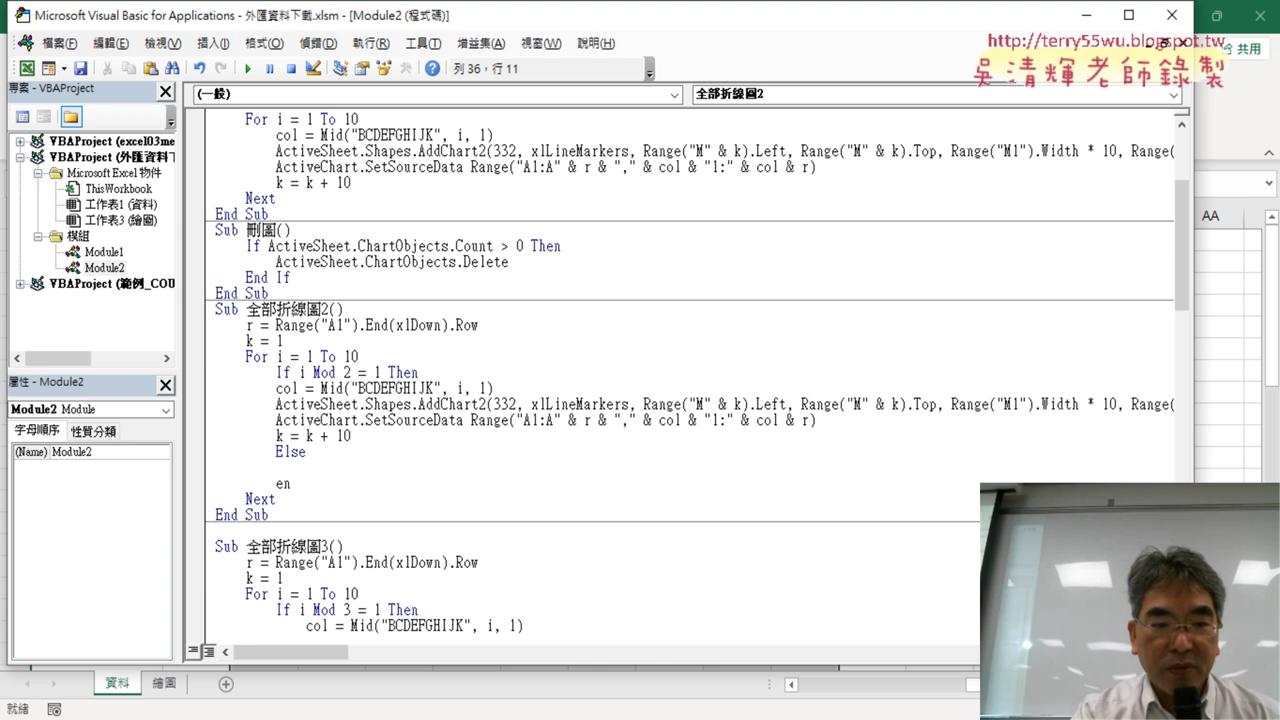 Microsoft Visual Basic for Applications - 外匯資料下載.xlsm - [Module2 (程式碼)]
檔案(F) 編輯(E) 檢視(V) 插入(I) 格式(O) 偵錯(D) 執行(R) 工具(T) 增益集(A) 視窗(W) 說明(H)
http://terry55wu.blogspot.tw
共用
吳清輝老師錄製
列 36，行 11
專案 - VBAProject
(一般)
全部折線圖2
VBAProject (excel03me
VBAProject (外匯資料下
Microsoft Excel 物件
ThisWorkbook
工作表1 (資料)
工作表3 (繪圖)
模組
Module1
Module2
VBAProject (範例_COU
屬性 - Module2
Module2 Module
字母順序 性質分類
(Name) Module2
For i = 1 To 10
col = Mid("BCDEFGHIJK", i, 1)
ActiveSheet.Shapes.AddChart2(332, xlLineMarkers, Range("M" & k).Left, Range("M" & k).Top, Range("M1").Width * 10, Range(
ActiveChart.SetSourceData Range("A1:A" & r & "," & col & "1:" & col & r)
k = k + 10
Next
End Sub
Sub 刪圖()
If ActiveSheet.ChartObjects.Count > 0 Then
ActiveSheet.ChartObjects.Delete
End If
End Sub
Sub 全部折線圖2()
r = Range("A1").End(xlDown).Row
k = 1
For i = 1 To 10
If i Mod 2 = 1 Then
col = Mid("BCDEFGHIJK", i, 1)
ActiveSheet.Shapes.AddChart2(332, xlLineMarkers, Range("M" & k).Left, Range("M" & k).Top, Range("M1").Width * 10, Range(
ActiveChart.SetSourceData Range("A1:A" & r & "," & col & "1:" & col & r)
k = k + 10
Else
en
Next
End Sub
Sub 全部折線圖3()
r = Range("A1").End(xlDown).Row
k = 1
For i = 1 To 10
If i Mod 3 = 1 Then
col = Mid("BCDEFGHIJK", i, 1)
AA
資料 繪圖
就緒